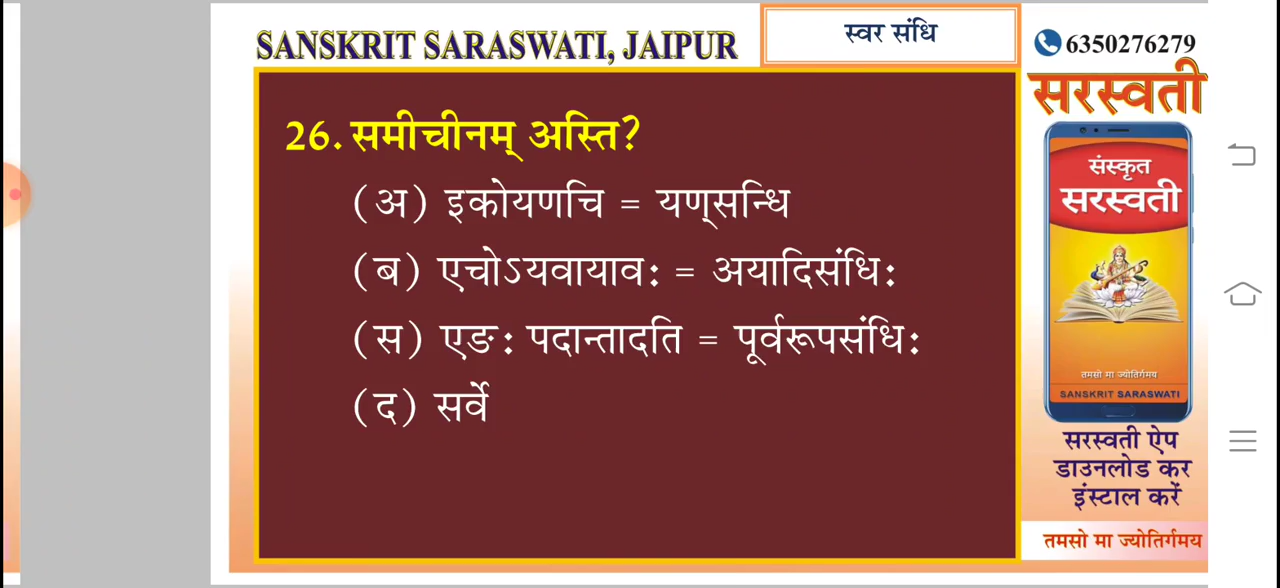 SANSKRIT SARASWATI, JAIPUR
स्वर संधि
6350276279
26. समीचीनम् अस्ति?
(अ) इकोयणचि = यण्सन्धि
(ब) एचोऽयवायावः = अयादिसंधिः
(स) एङः पदान्तादति = पूर्वरूपसंधिः
(द) सर्वे
सरस्वती
संस्कृत
सरस्वती
तमसो मा ज्योतिर्गमय
SANSKRIT SARASWATI
सरस्वती ऐप
डाउनलोड कर
इंस्टाल करें
तमसो मा ज्योतिर्गमय